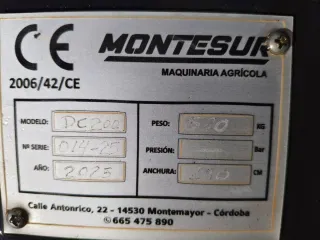 CE MONTESUR
MAQUINARIA AGRÍCOLA
2006/42/CE
MODELO: DC200 PESO: KG
Nº SERIE: 014-25 PRESIÓN: — Bar
AÑO: 2025 ANCHURA: CM
Calle Antonrico, 22 - 14530 Montemayor - Córdoba
665 475 890